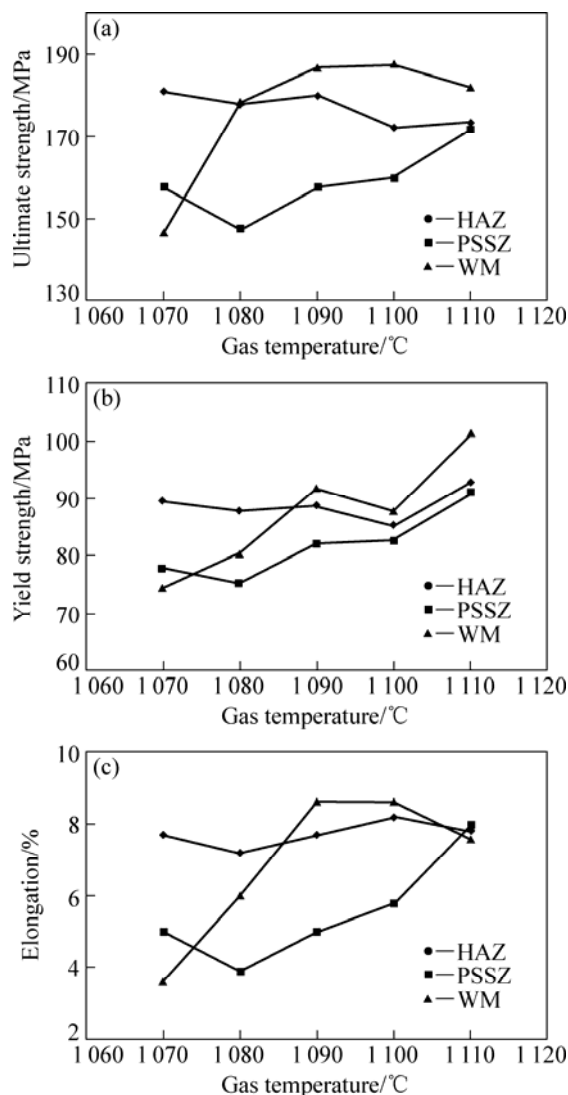 (a)
Ultimate strength/MPa
190
170
150
130
HAZ
PSSZ
WM
1 060 1 070 1 080 1 090 1 100 1 110 1 120
Gas temperature/℃
(b)
Yield strength/MPa
110
100
90
80
70
60
HAZ
PSSZ
WM
1 060 1 070 1 080 1 090 1 100 1 110 1 120
Gas temperature/℃
(c)
Elongation/%
10
8
6
4
2
HAZ
PSSZ
WM
1 060 1 070 1 080 1 090 1 100 1 110 1 120
Gas temperature/℃